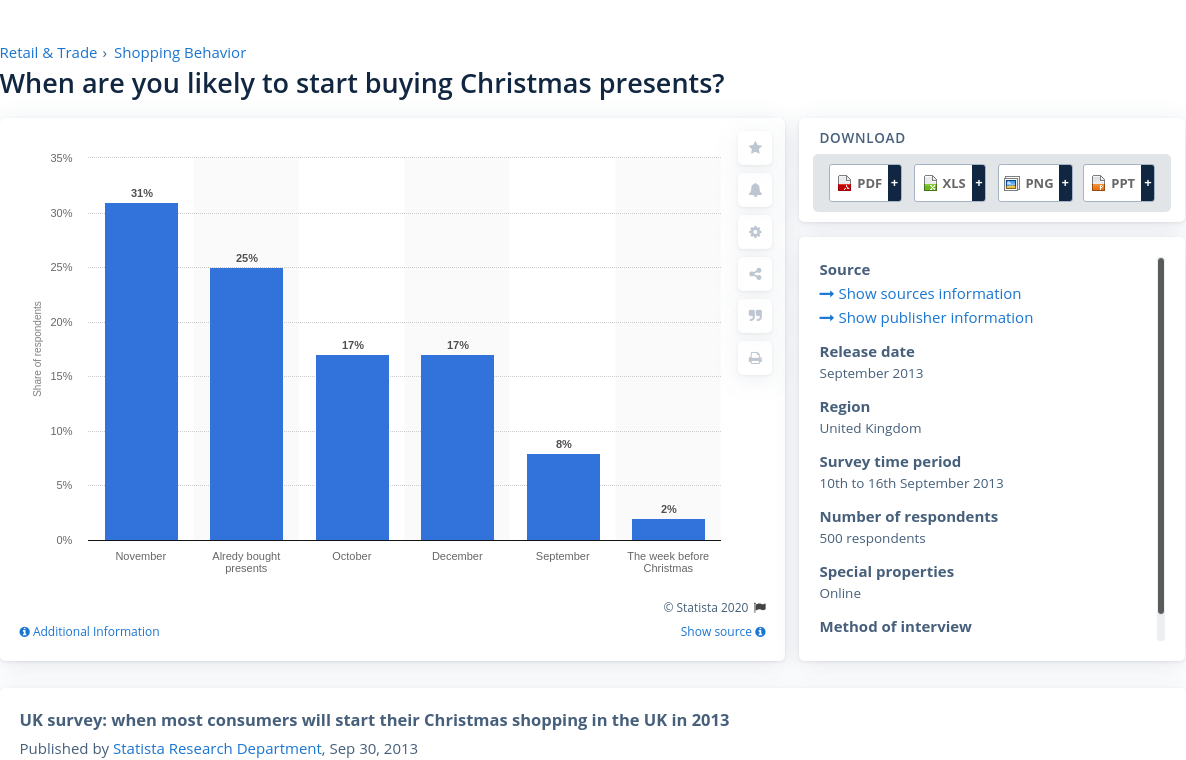 Retail & Trade › Shopping Behavior
When are you likely to start buying Christmas presents?
35%
30%
25%
20%
15%
10%
5%
0%
Share of respondents
31%
25%
17%
17%
8%
2%
November
Alredy bought
presents
October
December
September
The week before
Christmas
© Statista 2020
Additional Information
Show source
DOWNLOAD
PDF + XLS + PNG + PPT +
Source
Show sources information
Show publisher information
Release date
September 2013
Region
United Kingdom
Survey time period
10th to 16th September 2013
Number of respondents
500 respondents
Special properties
Online
Method of interview
UK survey: when most consumers will start their Christmas shopping in the UK in 2013
Published by Statista Research Department, Sep 30, 2013